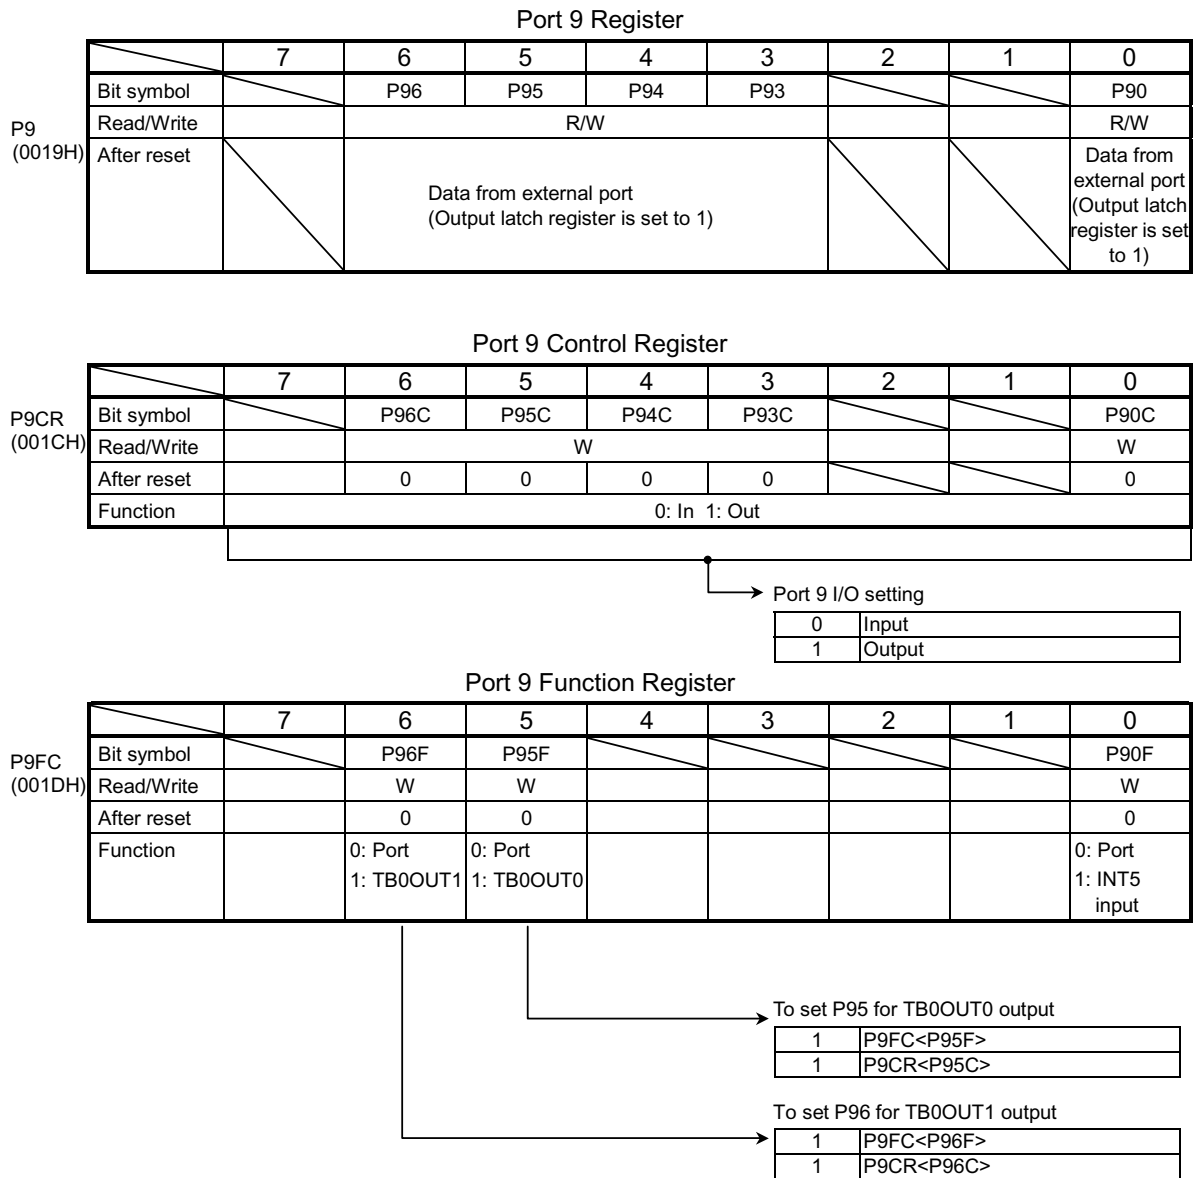 Port 9 Register
7 6 5 4 3 2 1 0
Bit symbol P96 P95 P94 P93 P90
P9
(0019H)
Read/Write R/W R/W
After reset
Data from external port
(Output latch register is set to 1)
Data from
external port
(Output latch
register is set
to 1)
Port 9 Control Register
7 6 5 4 3 2 1 0
P9CR
(001CH)
Bit symbol P96C P95C P94C P93C P90C
Read/Write W W
After reset 0 0 0 0 0
Function 0: In 1: Out
Port 9 I/O setting
0 Input
1 Output
Port 9 Function Register
7 6 5 4 3 2 1 0
P9FC
(001DH)
Bit symbol P96F P95F P90F
Read/Write W W W
After reset 0 0 0
Function 0: Port 0: Port 0: Port
1: TB0OUT1 1: TB0OUT0 1: INT5
input
To set P95 for TB0OUT0 output
1 P9FC<P95F>
1 P9CR<P95C>
To set P96 for TB0OUT1 output
1 P9FC<P96F>
1 P9CR<P96C>